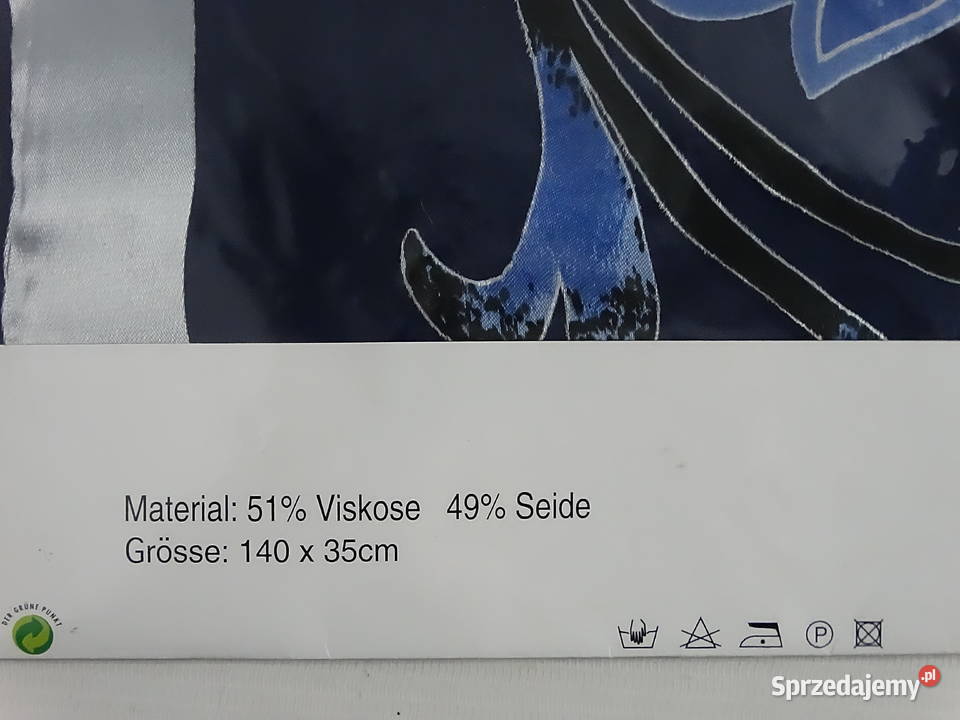 Material: 51% Viskose 49% Seide
Grösse: 140 x 35cm
DER GRÜNE PUNKT
P
Sprzedajemy.pl